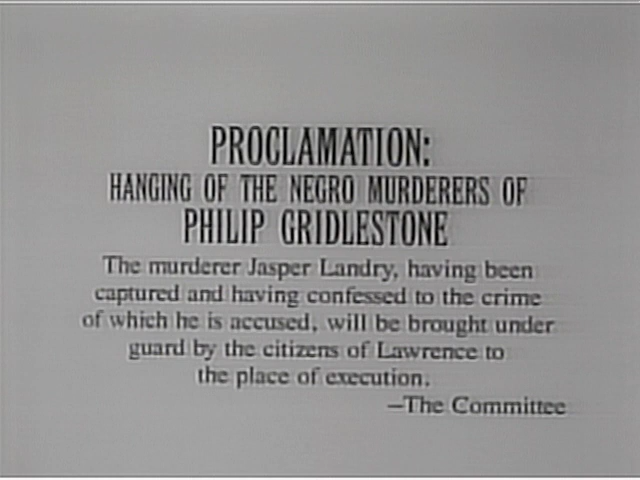 PROCLAMATION:
HANGING OF THE NEGRO MURDERERS OF
PHILIP GRIDLESTONE
The murderer Jasper Landry, having been
captured and having confessed to the crime
of which he is accused, will be brought under
guard by the citizens of Lawrence to
the place of execution.
—The Committee